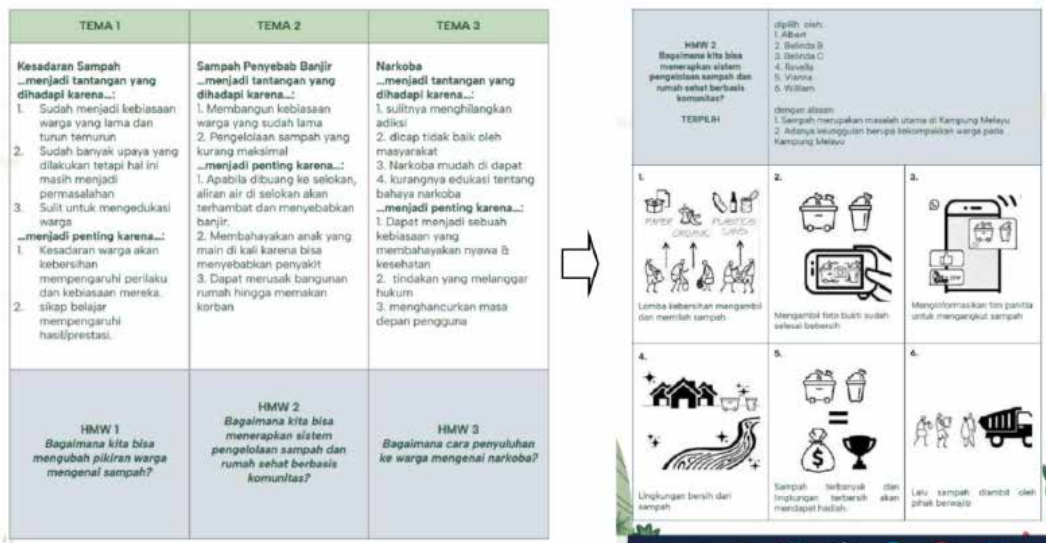 TEMA 1
Kesadaran Sampah
...menjadi tantangan yang
dihadapi karena...:
1. Sudah menjadi kebiasaan
warga yang lama dan
turun temurun
2. Sudah banyak upaya yang
dilakukan tetapi hal ini
masih menjadi
permasalahan
3. Sulit untuk mengedukasi
warga
...menjadi penting karena...:
1. Kesadaran warga akan
kebersihan
mempengaruhi perilaku
dan kebiasaan mereka.
2. sikap belajar
mempengaruhi
hasil/prestasi.
HMW 1
Bagaimana kita bisa
mengubah pikiran warga
mengenai sampah?
TEMA 2
Sampah Penyebab Banjir
...menjadi tantangan yang
dihadapi karena...:
1. Membangun kebiasaan
warga yang sudah lama
2. Pengelolaan sampah yang
kurang maksimal
...menjadi penting karena...:
1. Apabila dibuang ke selokan,
aliran air di selokan akan
terhambat dan menyebabkan
banjir.
2. Membahayakan anak yang
main di kali karena bisa
menyebabkan penyakit
3. Dapat merusak bangunan
rumah hingga memakan
korban
HMW 2
Bagaimana kita bisa
menerapkan sistem
pengelolaan sampah dan
rumah sehat berbasis
komunitas?
TEMA 3
Narkoba
...menjadi tantangan yang
dihadapi karena...:
1. sulitnya menghilangkan
adiksi
2. dicap tidak baik oleh
masyarakat
3. Narkoba mudah di dapat
4. kurangnya edukasi tentang
bahaya narkoba
...menjadi penting karena...:
1. Dapat menjadi sebuah
kebiasaan yang
membahayakan nyawa &
kesehatan
2. tindakan yang melanggar
hukum
3. menghancurkan masa
depan pengguna
HMW 3
Bagaimana cara penyuluhan
ke warga mengenai narkoba?
HMW 2
Bagaimana kita bisa
menerapkan sistem
pengelolaan sampah dan
rumah sehat berbasis
komunitas?
TERPILIH
dipilih oleh:
1. Albert
2. Belinda B
3. Belinda C
4. Ravella
5. Vianna
6. William
dengan alasan
1. Sampah merupakan masalah utama di Kampung Melayu
2. Adanya keunggulan berupa kekompakkan warga pada
Kampung Melayu
1.
PAPER
ORGANIC
PLASTIC &
CANS
Lomba kebersihan mengambil
dan memilah sampah
2.
Mengambil foto bukti sudah
selesai bebersih
3.
Menginformasikan tim panitia
untuk mengangkut sampah
4.
Lingkungan bersih dari
sampah
5.
=
$
Sampah terbanyak dan
lingkungan terbersih akan
mendapat hadiah.
6.
Lalu sampah diambil oleh
pihak berwajib